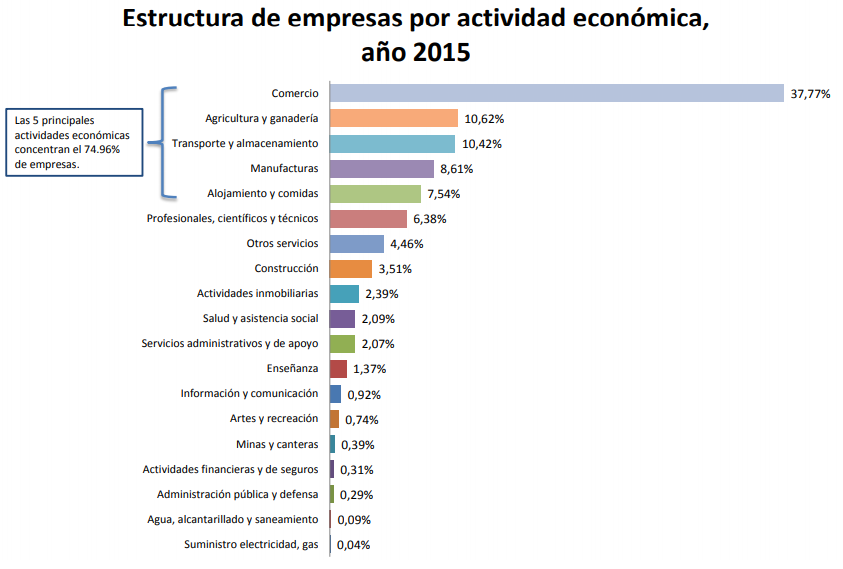 Estructura de empresas por actividad económica,
año 2015
Comercio 37,77%
Las 5 principales
actividades económicas
concentran el 74.96%
de empresas.
Agricultura y ganadería 10,62%
Transporte y almacenamiento 10,42%
Manufacturas 8,61%
Alojamiento y comidas 7,54%
Profesionales, científicos y técnicos 6,38%
Otros servicios 4,46%
Construcción 3,51%
Actividades inmobiliarias 2,39%
Salud y asistencia social 2,09%
Servicios administrativos y de apoyo 2,07%
Enseñanza 1,37%
Información y comunicación 0,92%
Artes y recreación 0,74%
Minas y canteras 0,39%
Actividades financieras y de seguros 0,31%
Administración pública y defensa 0,29%
Agua, alcantarillado y saneamiento 0,09%
Suministro electricidad, gas 0,04%